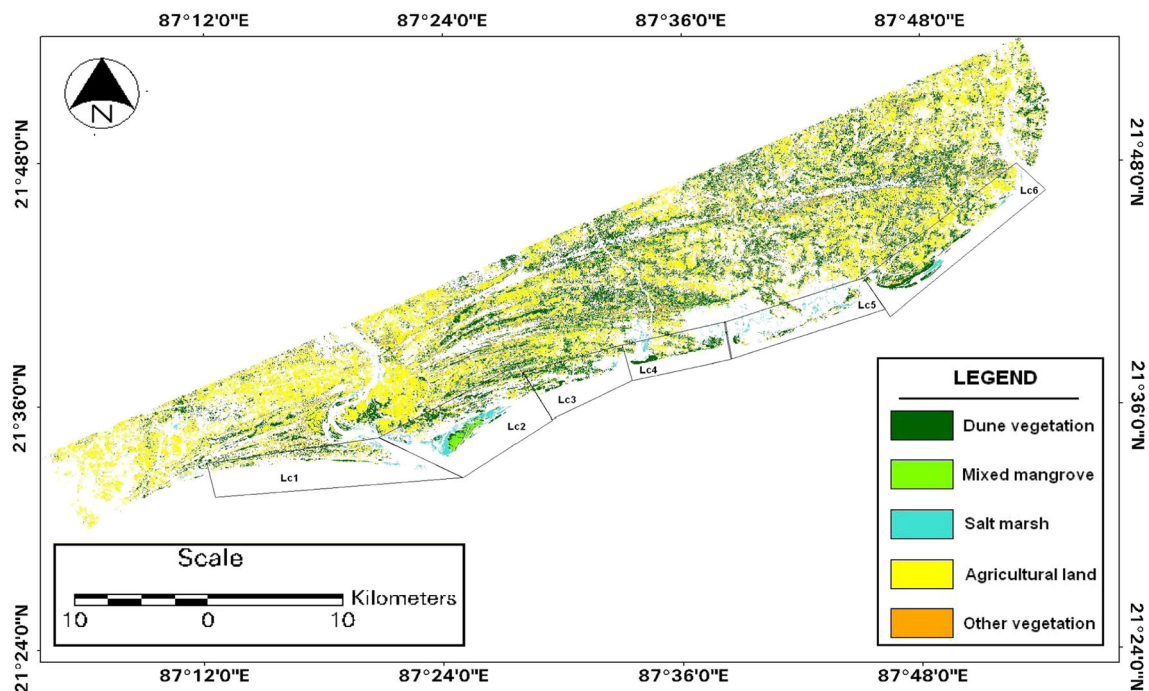 87°12'0"E 87°24'0"E 87°36'0"E 87°48'0"E
N
21°48'0"N
21°48'0"N
Lc6
Lc5
Lc4
Lc3
Lc2
Lc1
21°36'0"N
21°36'0"N
LEGEND
Dune vegetation
Mixed mangrove
Salt marsh
Agricultural land
Other vegetation
Scale
Kilometers
10 0 10
21°24'0"N
21°24'0"N
87°12'0"E 87°24'0"E 87°36'0"E 87°48'0"E